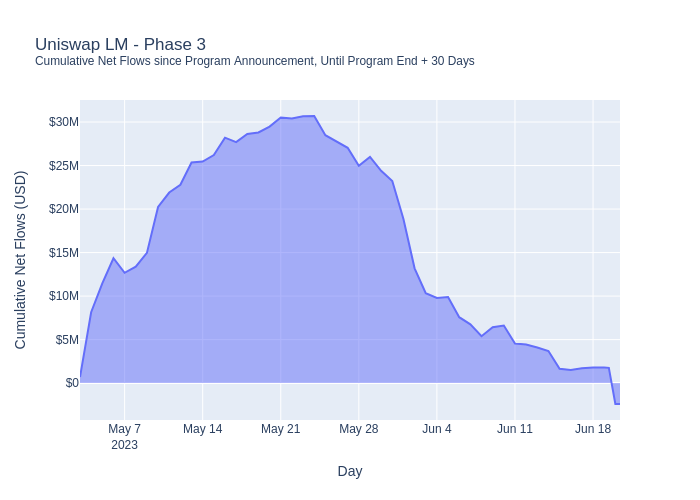 Uniswap LM - Phase 3
Cumulative Net Flows since Program Announcement, Until Program End + 30 Days
Cumulative Net Flows (USD)
$30M
$25M
$20M
$15M
$10M
$5M
$0
May 7 May 14 May 21 May 28 Jun 4 Jun 11 Jun 18
2023
Day